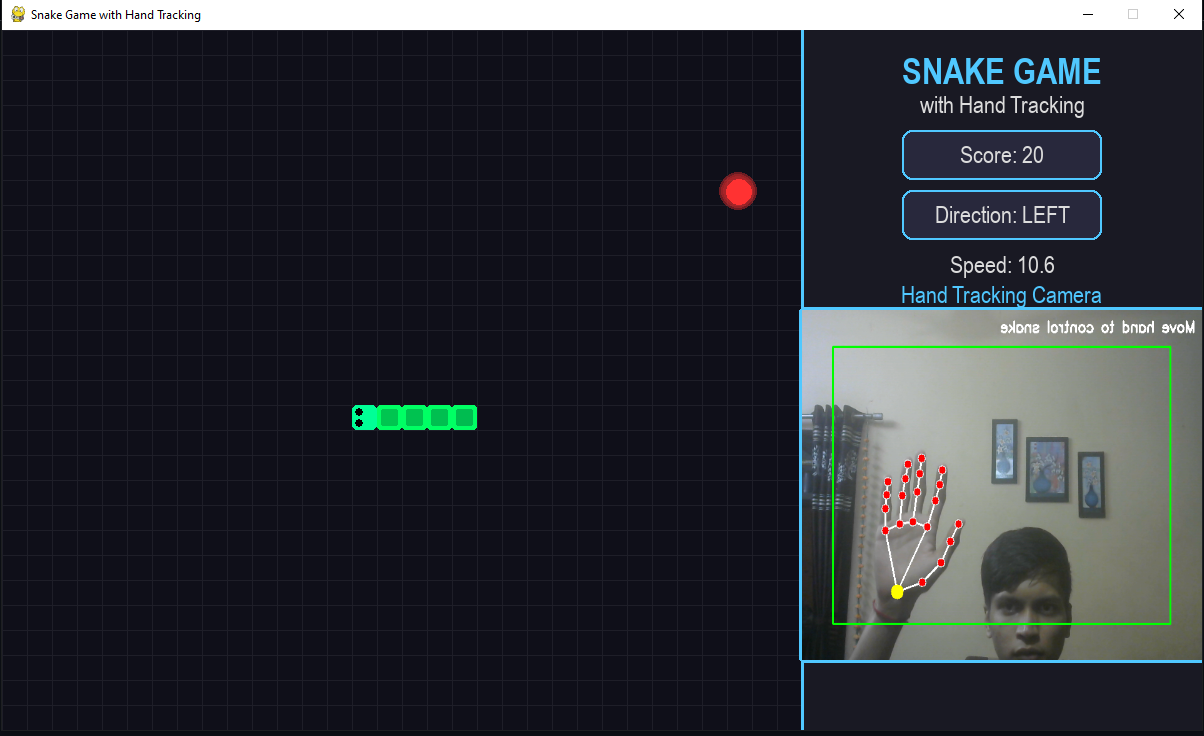 Snake Game with Hand Tracking
SNAKE GAME
with Hand Tracking
Score: 20
Direction: LEFT
Speed: 10.6
Hand Tracking Camera
Move hand to control snake